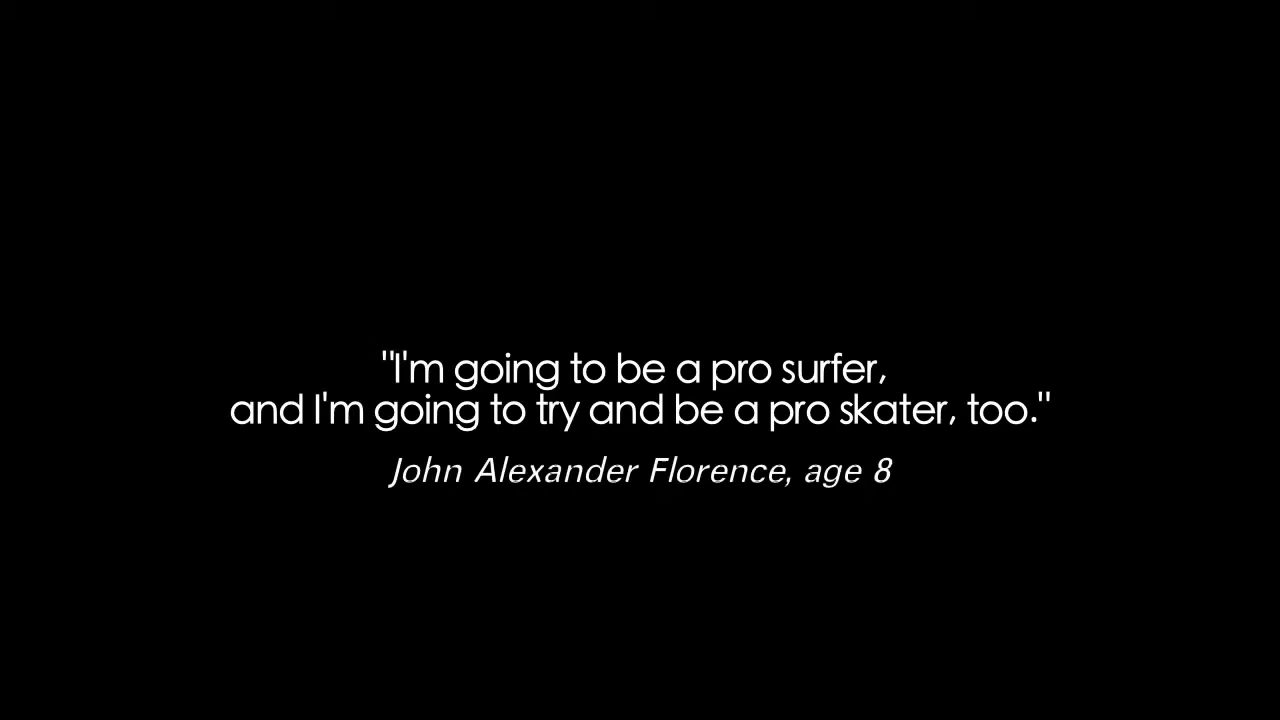 "I'm going to be a pro surfer,
and I'm going to try and be a pro skater, too."
John Alexander Florence, age 8